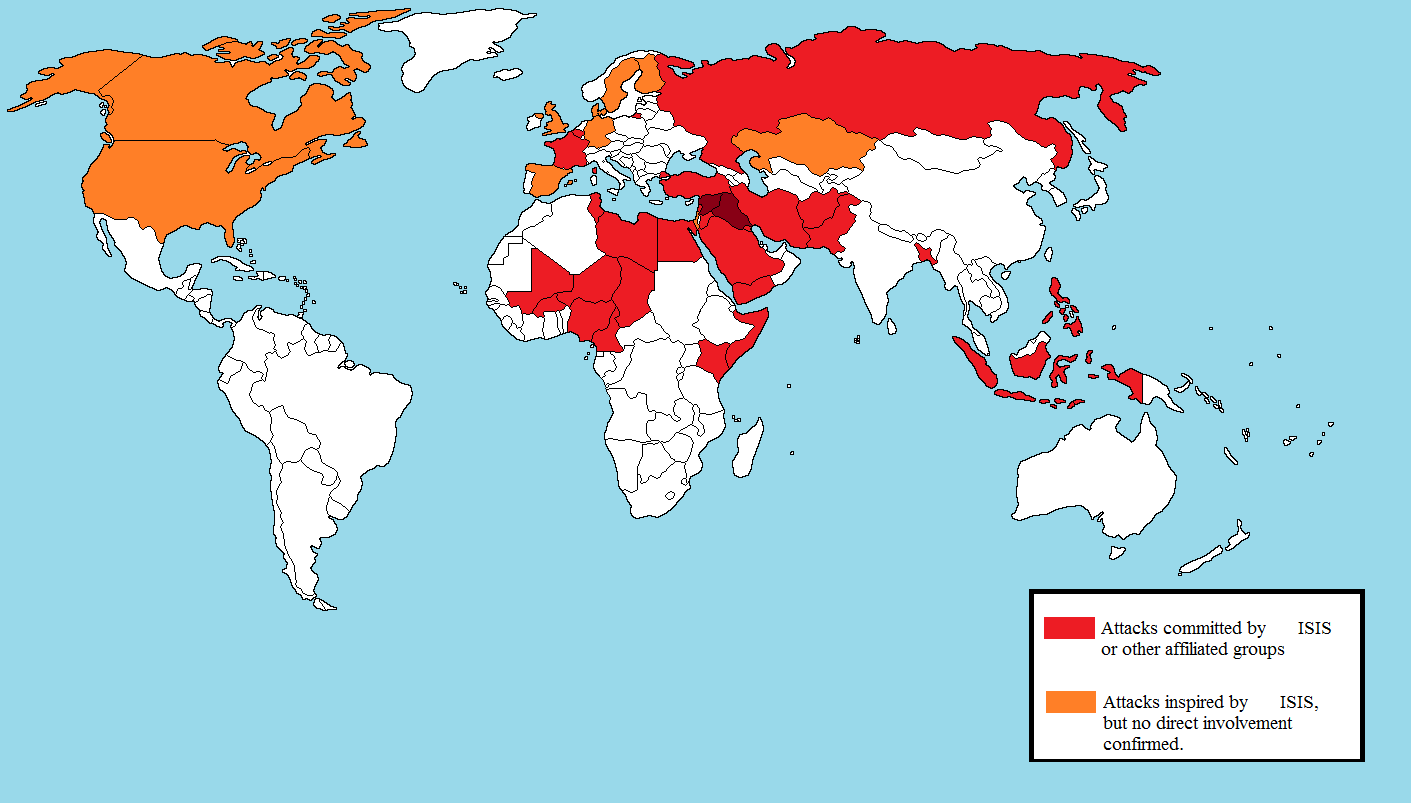 Attacks committed by ISIS
or other affiliated groups
Attacks inspired by ISIS,
but no direct involvement
confirmed.